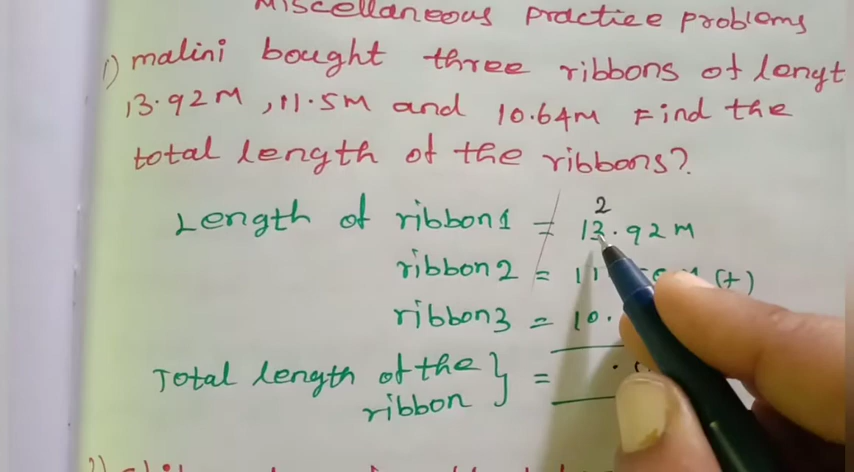 Miscellaneous practice problems
1) malini bought three ribbons of lengt
13.92m, 11.5m and 10.64m Find the
total length of the ribbons?
2
Length of ribbon1 = 13.92 m
ribbon2 = 11 (+)
ribbon3 = 10.
Total length of the } = .
ribbon
2)